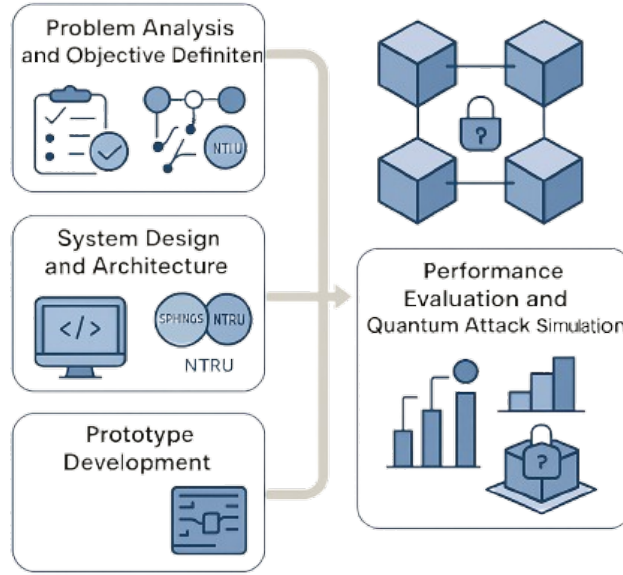 Problem Analysis
and Objective Definiten
NTLU
System Design
and Architecture
</>
SPHINGS
NTRU
NTRU
Prototype
Development
?
Performance
Evaluation and
Quantum Attack Simulation
?